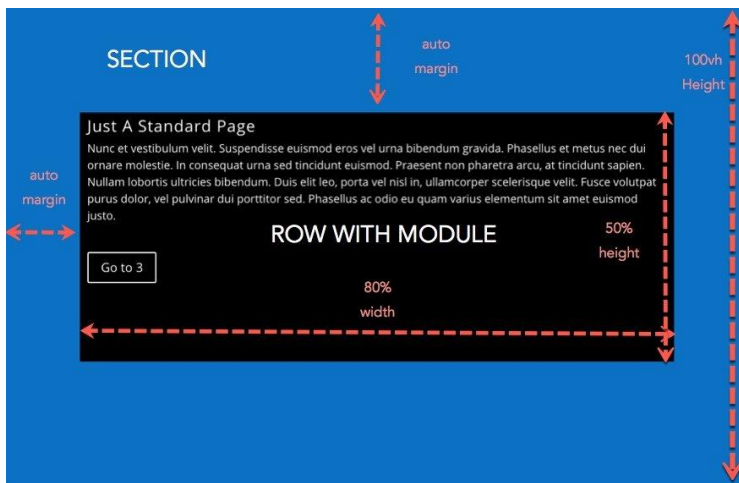 SECTION
auto
margin
100vh
Height
Just A Standard Page
Nunc et vestibulum velit. Suspendisse euismod eros vel urna bibendum gravida. Phasellus et metus nec dui
ornare molestie. In consequat urna sed tincidunt euismod. Praesent non pharetra arcu, at tincidunt sapien.
Nullam lobortis ultricies bibendum. Duis elit leo, porta vel nisl in, ullamcorper scelerisque velit. Fusce volutpat
purus dolor, vel pulvinar dui porttitor sed. Phasellus ac odio eu quam varius elementum sit amet euismod
justo.
auto
margin
ROW WITH MODULE
50%
height
Go to 3
80%
width